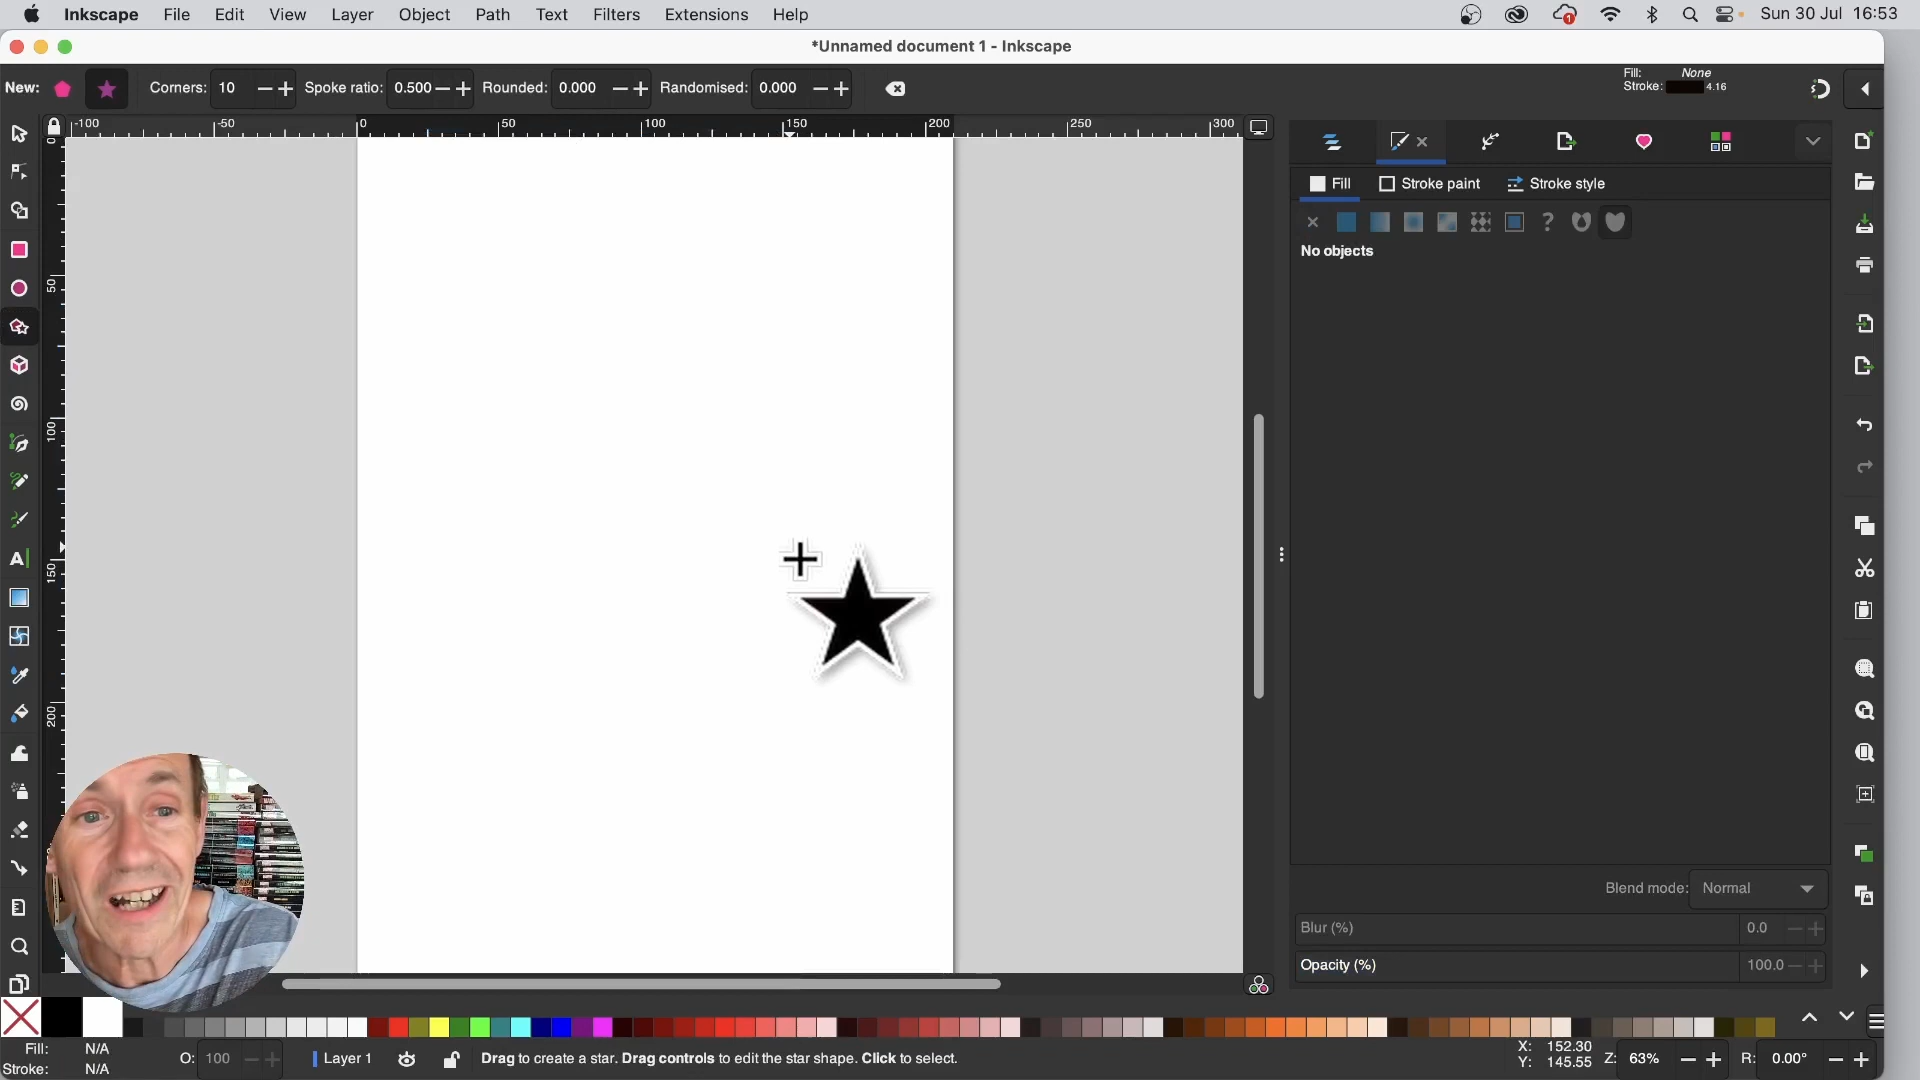 Inkscape File Edit View Layer Object Path Text Filters Extensions Help Sun 30 Jul 16:53
*Unnamed document 1 - Inkscape
New: Corners: 10 Spoke ratio: 0.500 Rounded: 0.000 Randomised: 0.000
Fill: None
Stroke: 4.16
-100 -50 0 50 100 150 200 250 300
0
50
100
150
200
Fill Stroke paint Stroke style
No objects
Blend mode: Normal
Blur (%) 0.0
Opacity (%) 100.0
Fill: N/A
Stroke: N/A
O: 100
Layer 1
Drag to create a star. Drag controls to edit the star shape. Click to select.
X: 152.30
Y: 145.55
Z: 63%
R: 0.00°